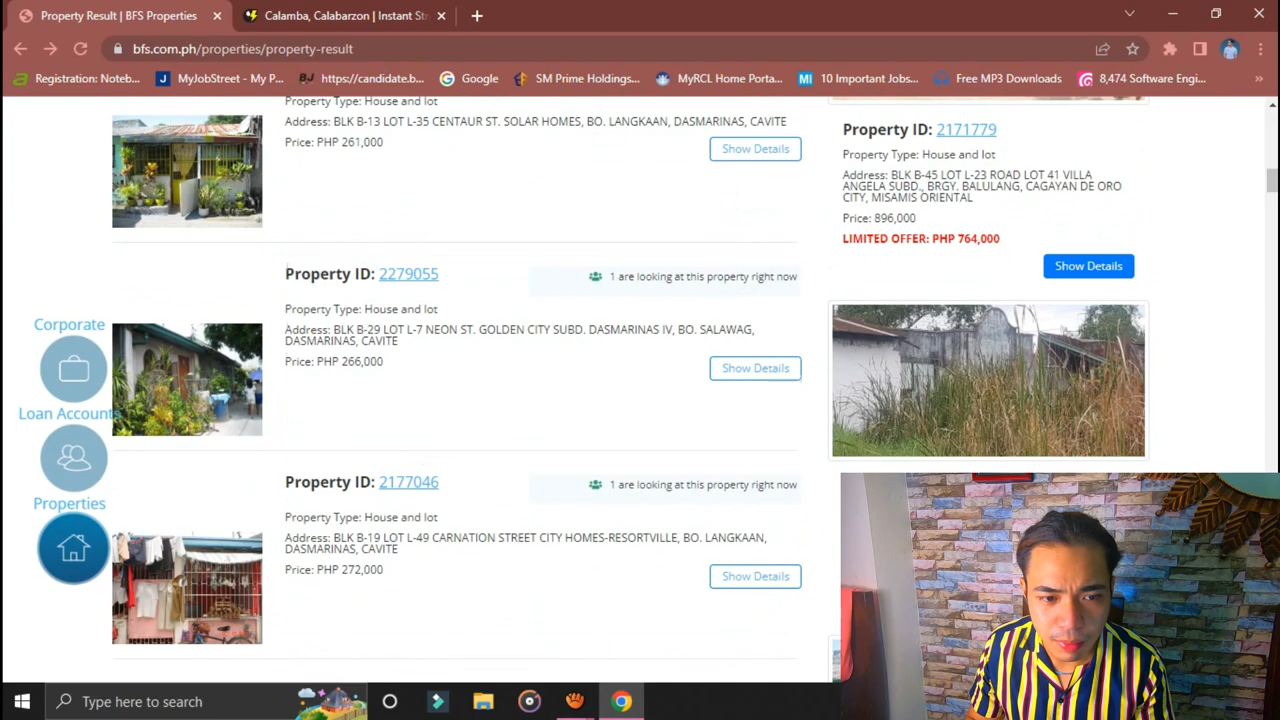 Property Result | BFS Properties
Calamba, Calabarzon | Instant Str
bfs.com.ph/properties/property-result
Registration: Noteb...
MyJobStreet - My P...
https://candidate.b...
Google
SM Prime Holdings...
MyRCL Home Porta...
10 Important Jobs...
Free MP3 Downloads
8,474 Software Engi...
Property Type: House and lot
Address: BLK B-13 LOT L-35 CENTAUR ST. SOLAR HOMES, BO. LANGKAAN, DASMARINAS, CAVITE
Price: PHP 261,000
Show Details
Property ID: 2279055
1 are looking at this property right now
Property Type: House and lot
Address: BLK B-29 LOT L-7 NEON ST. GOLDEN CITY SUBD. DASMARINAS IV, BO. SALAWAG,
DASMARINAS, CAVITE
Price: PHP 266,000
Show Details
Property ID: 2177046
1 are looking at this property right now
Property Type: House and lot
Address: BLK B-19 LOT L-49 CARNATION STREET CITY HOMES-RESORTVILLE, BO. LANGKAAN,
DASMARINAS, CAVITE
Price: PHP 272,000
Show Details
Property ID: 2171779
Property Type: House and lot
Address: BLK B-45 LOT L-23 ROAD LOT 41 VILLA
ANGELA SUBD., BRGY. BALULANG, CAGAYAN DE ORO
CITY, MISAMIS ORIENTAL
Price: 896,000
LIMITED OFFER: PHP 764,000
Show Details
Corporate
Loan Accounts
Properties
Type here to search